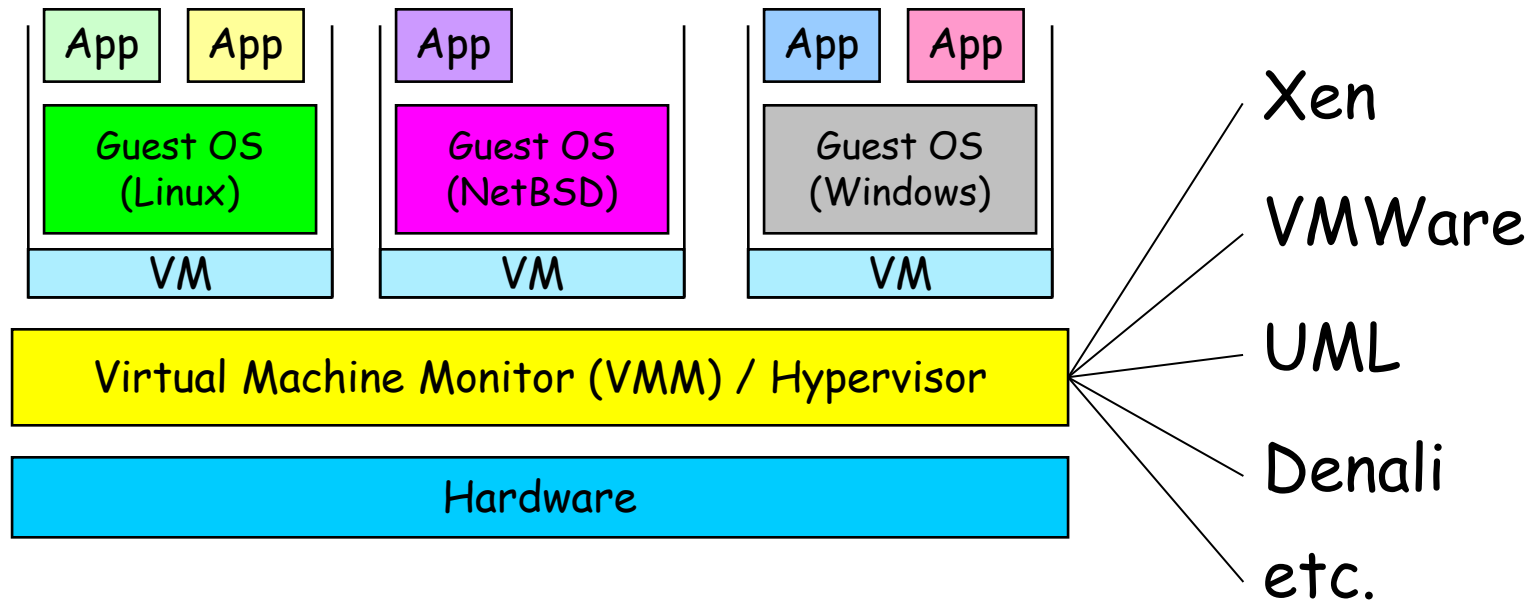 App
App
App
App
App
Guest OS
(Linux)
Guest OS
(NetBSD)
Guest OS
(Windows)
VM
VM
VM
Virtual Machine Monitor (VMM) / Hypervisor
Hardware
Xen
VMWare
UML
Denali
etc.